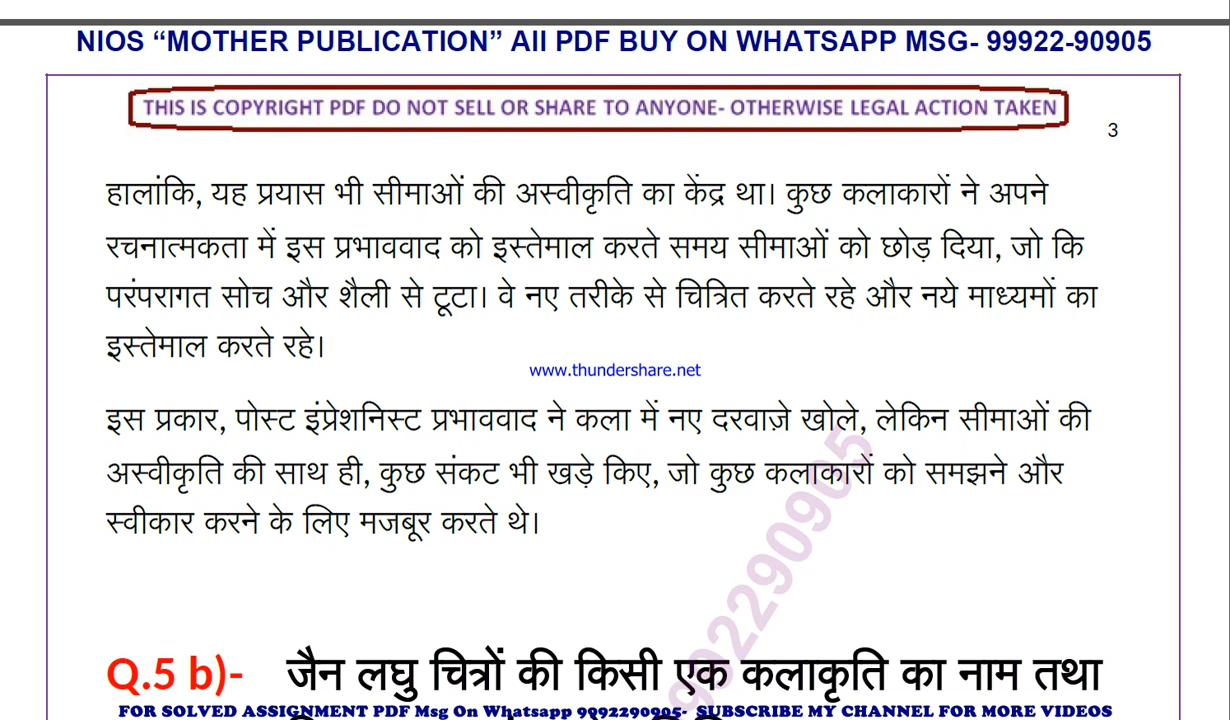 NIOS “MOTHER PUBLICATION” All PDF BUY ON WHATSAPP MSG- 99922-90905
THIS IS COPYRIGHT PDF DO NOT SELL OR SHARE TO ANYONE- OTHERWISE LEGAL ACTION TAKEN
3
हालांकि, यह प्रयास भी सीमाओं की अस्वीकृति का केंद्र था। कुछ कलाकारों ने अपने
रचनात्मकता में इस प्रभाववाद को इस्तेमाल करते समय सीमाओं को छोड़ दिया, जो कि
परंपरागत सोच और शैली से टूटा। वे नए तरीके से चित्रित करते रहे और नये माध्यमों का
इस्तेमाल करते रहे।
www.thundershare.net
इस प्रकार, पोस्ट इंप्रेशनिस्ट प्रभाववाद ने कला में नए दरवाज़े खोले, लेकिन सीमाओं की
अस्वीकृति की साथ ही, कुछ संकट भी खड़े किए, जो कुछ कलाकारों को समझने और
स्वीकार करने के लिए मजबूर करते थे।
992290905
Q.5 b)- जैन लघु चित्रों की किसी एक कलाकृति का नाम तथा
FOR SOLVED ASSIGNMENT PDF Msg On Whatsapp 9992290905- SUBSCRIBE MY CHANNEL FOR MORE VIDEOS